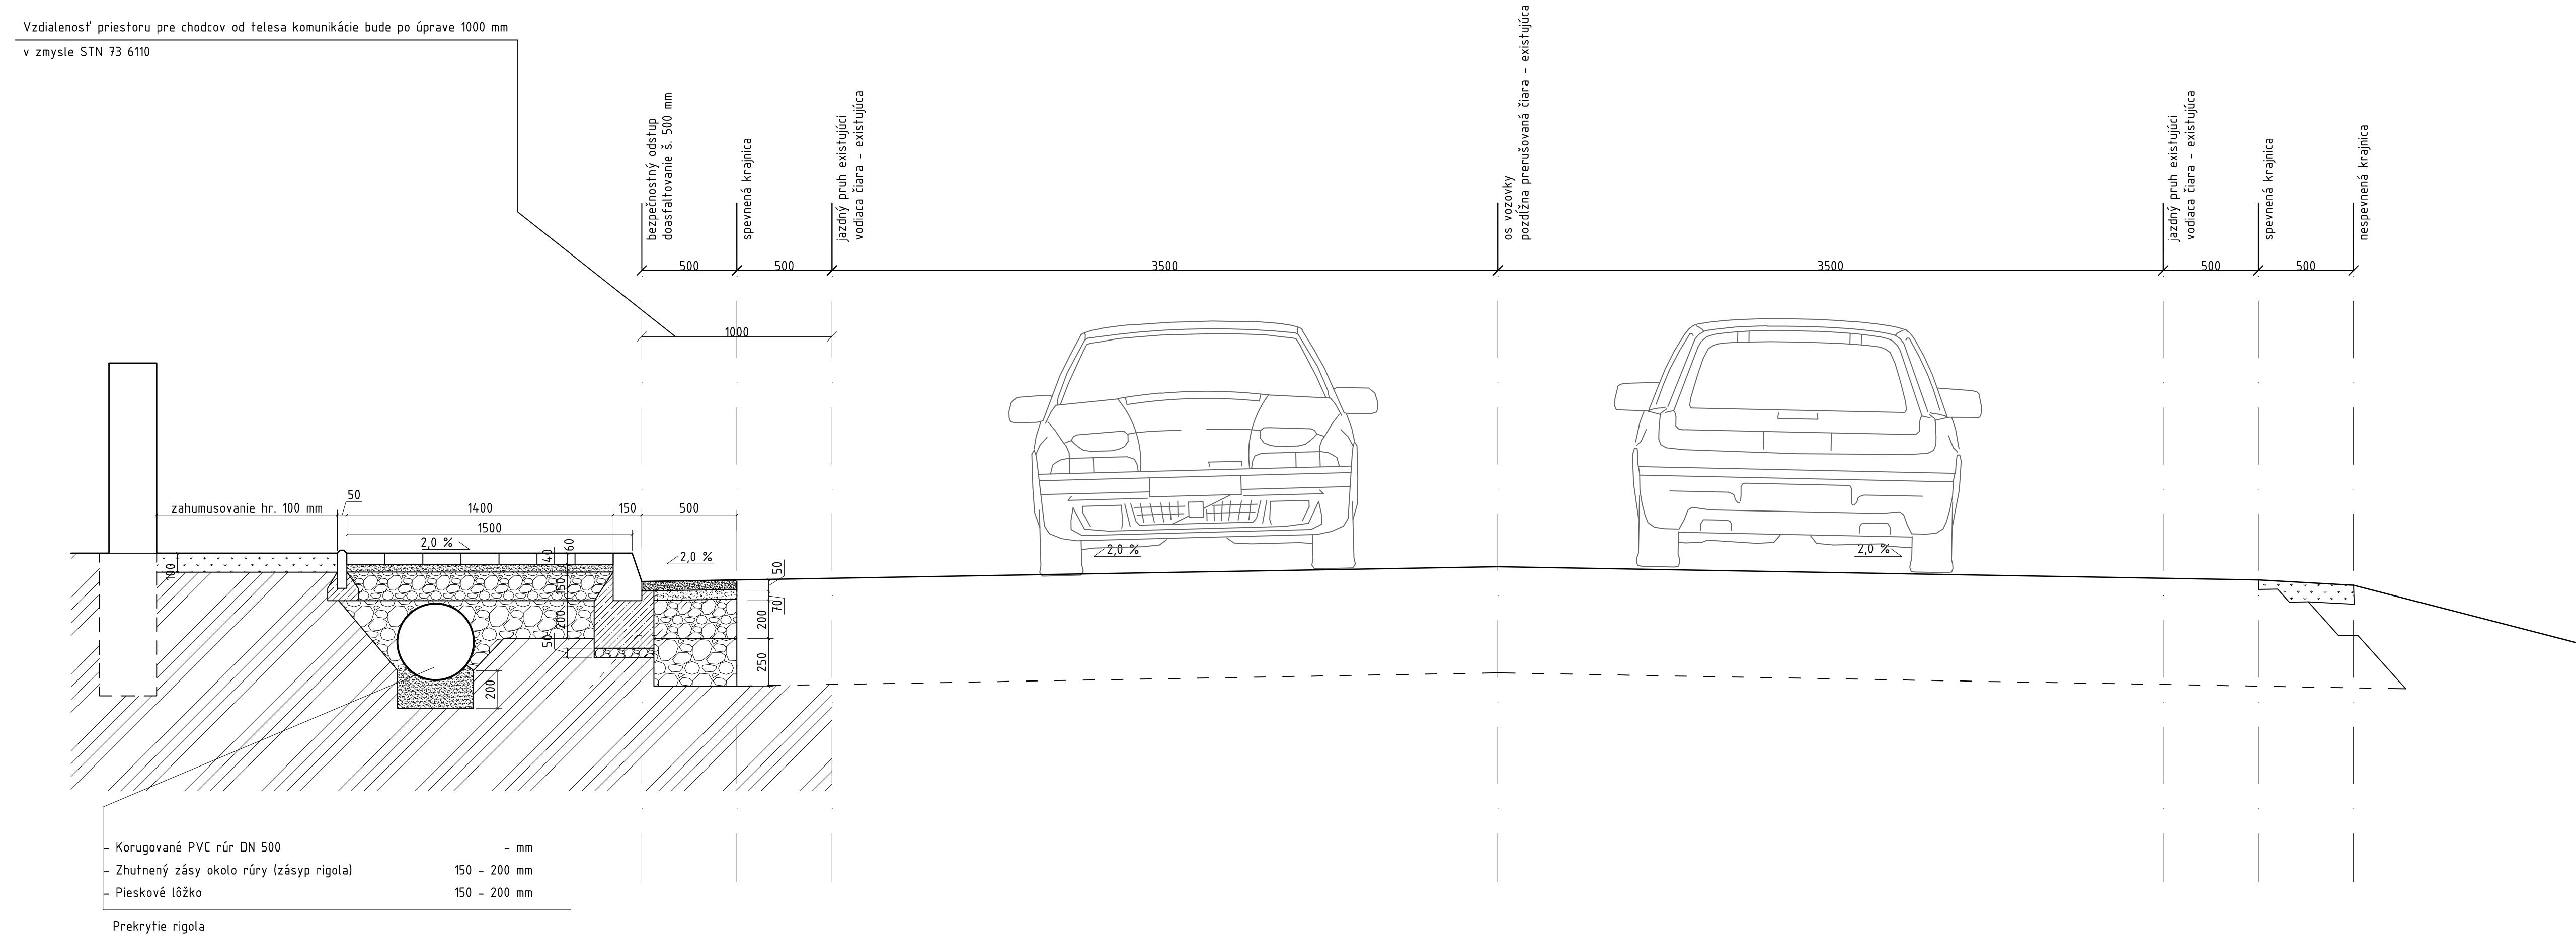 Vzdialenosť priestoru pre chodcov od telesa komunikácie bude po úprave 1000 mm
v zmysle STN 73 6110
bezpečnostný odstup
doasfaltovanie š. 500 mm
spevnená krajnica
jazdný pruh existujúci
vodiaca čiara - existujúca
os vozovky
pozdĺžna prerušovaná čiara - existujúca
jazdný pruh existujúci
vodiaca čiara - existujúca
spevnená krajnica
nespevnená krajnica
500
500
3500
3500
500
500
1000
zahumusovanie hr. 100 mm
50
1400
150
500
1500
2,0 %
40
60
2,0 %
2,0 %
2,0 %
100
150
200
50
50
70
200
250
200
- Korugované PVC rúr DN 500 - mm
- Zhutnený zásy okolo rúry (zásyp rigola) 150 - 200 mm
- Pieskové lôžko 150 - 200 mm
Prekrytie rigola